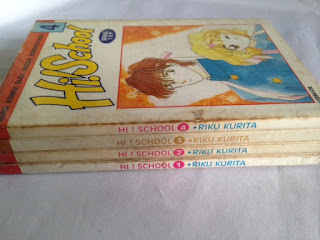 4
Hi!School
HI ! SCHOOL 4 • RIKU KURITA
HI ! SCHOOL 3 • RIKU KURITA
HI ! SCHOOL 2 • RIKU KURITA
HI ! SCHOOL 1 • RIKU KURITA